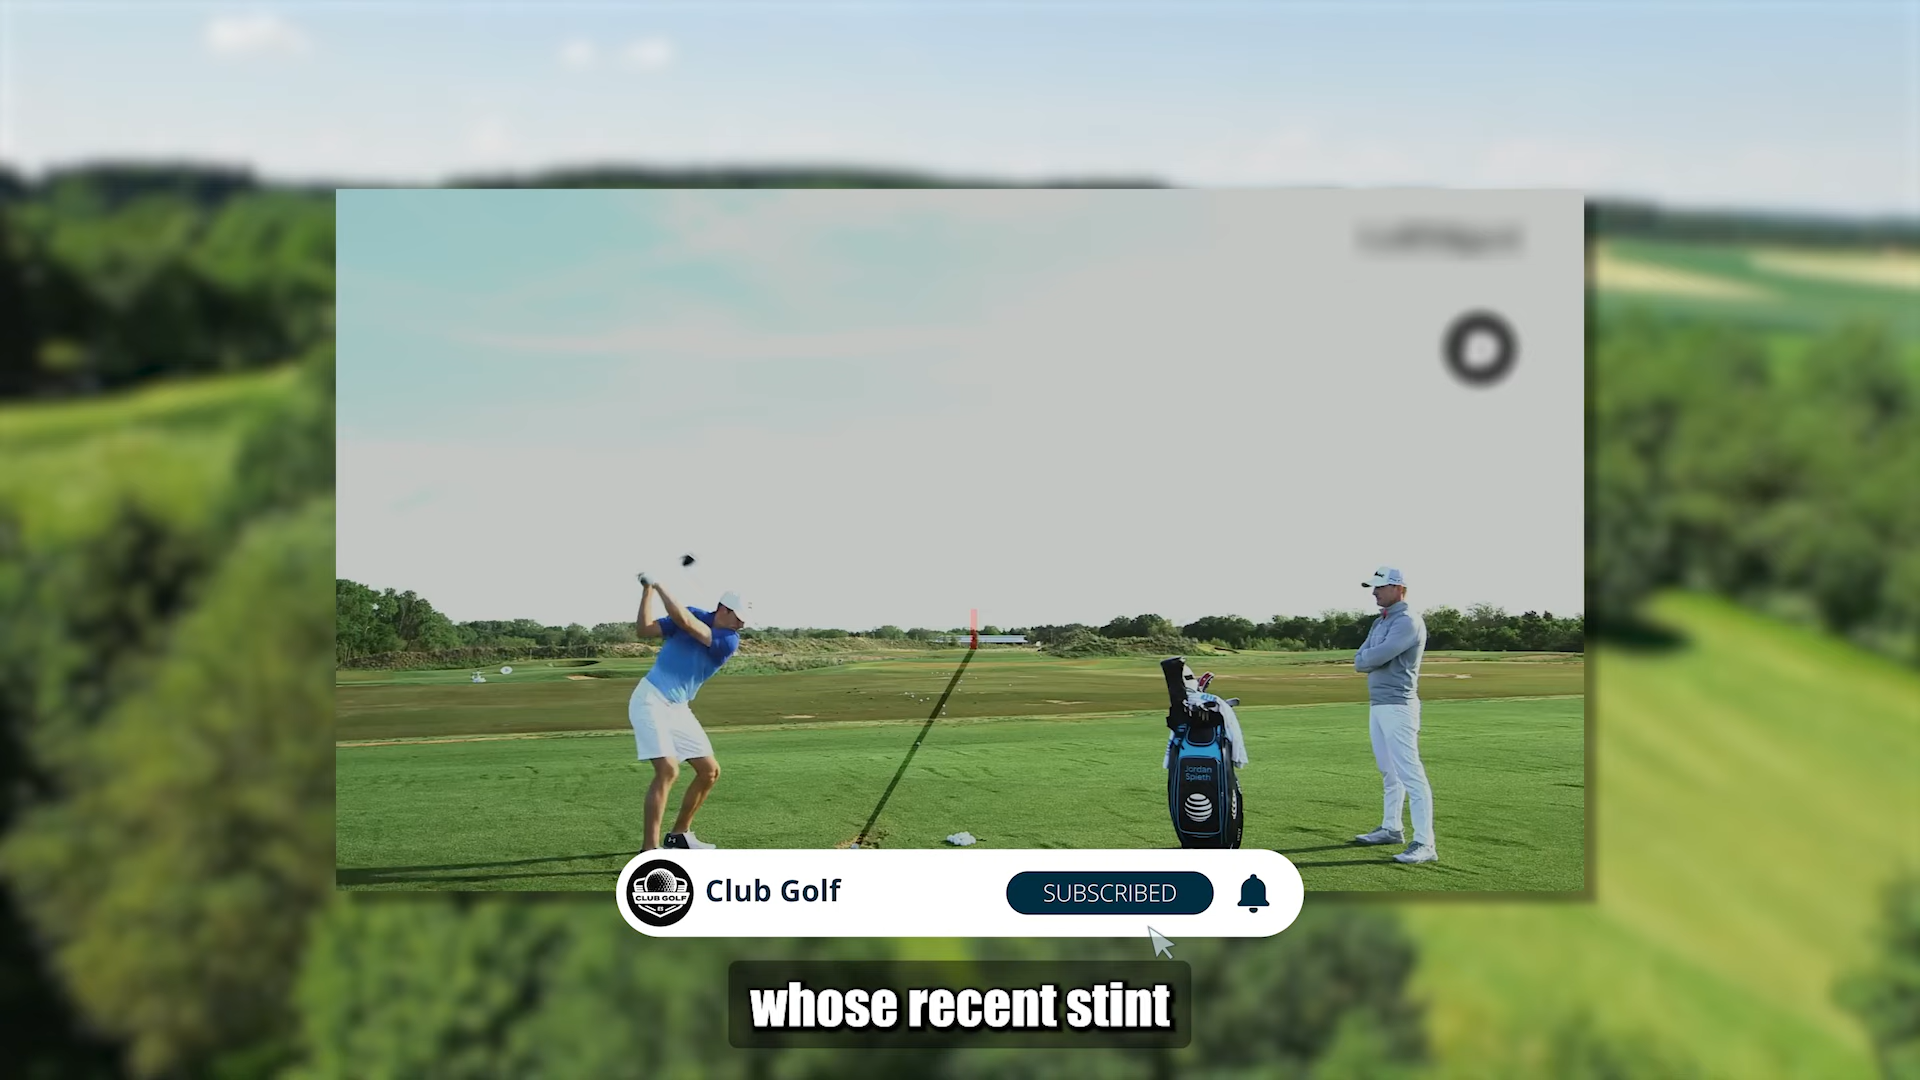 Jordan
Spieth
CLUB GOLF
Club Golf
SUBSCRIBED
whose recent stint